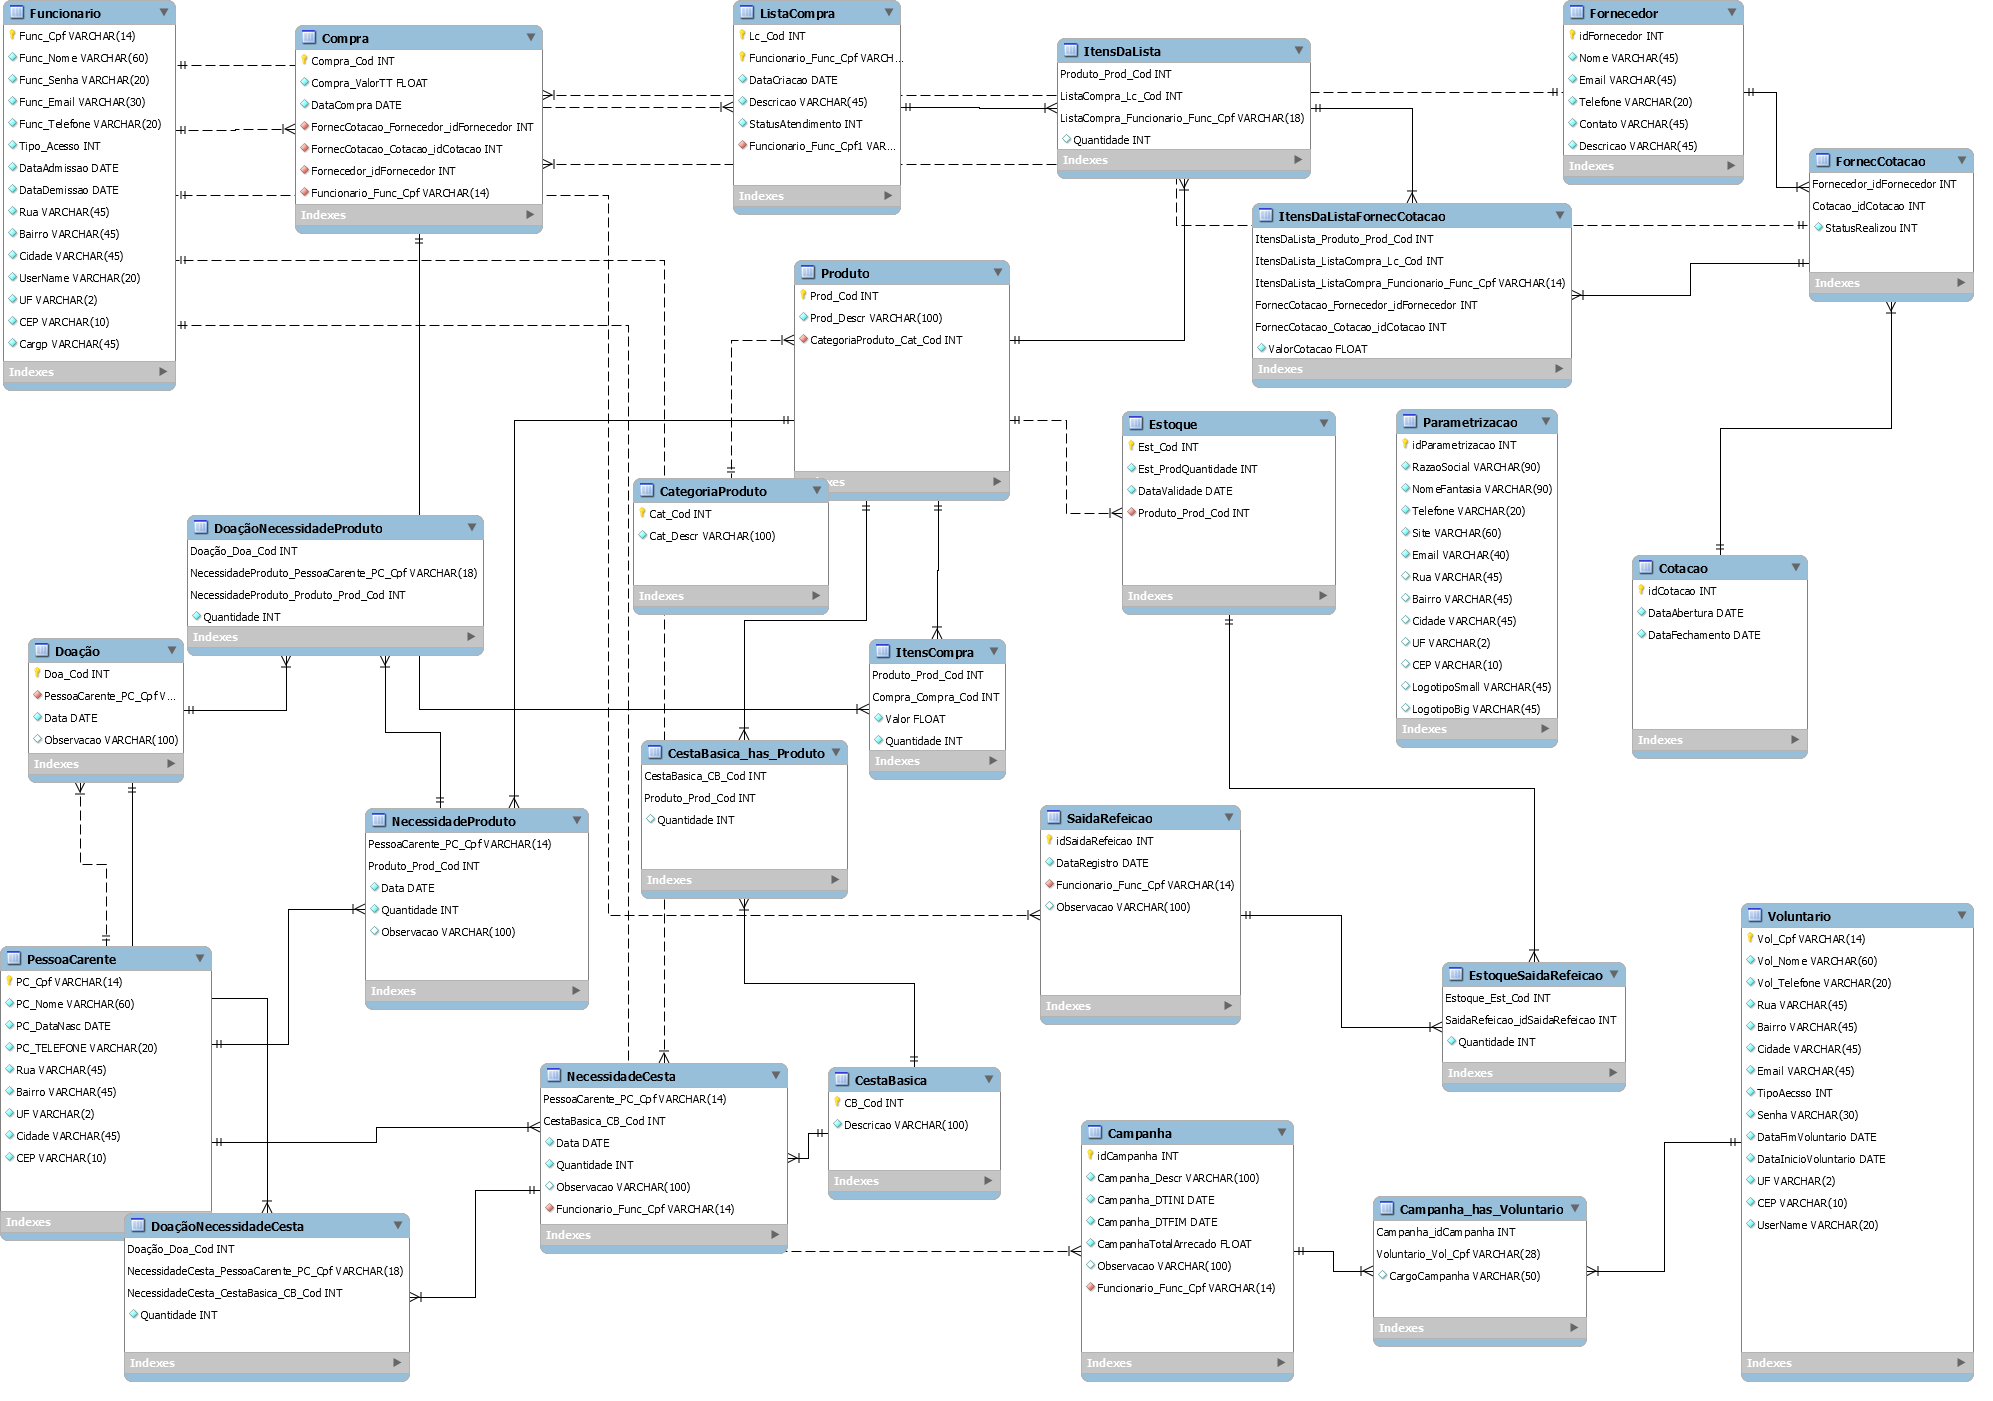 Funcionario
Func_Cpf VARCHAR(14)
Func_Nome VARCHAR(60)
Func_Senha VARCHAR(20)
Func_Email VARCHAR(30)
Func_Telefone VARCHAR(20)
Tipo_Acesso INT
DataAdmissao DATE
DataDemissao DATE
Rua VARCHAR(45)
Bairro VARCHAR(45)
Cidade VARCHAR(45)
UserName VARCHAR(20)
UF VARCHAR(2)
CEP VARCHAR(10)
Cargp VARCHAR(45)
Indexes
Compra
Compra_Cod INT
Compra_ValorTT FLOAT
DataCompra DATE
FornecCotacao_Fornecedor_idFornecedor INT
FornecCotacao_Cotacao_idCotacao INT
Fornecedor_idFornecedor INT
Funcionario_Func_Cpf VARCHAR(14)
Indexes
ListaCompra
Lc_Cod INT
Funcionario_Func_Cpf VARCH...
DataCriacao DATE
Descricao VARCHAR(45)
StatusAtendimento INT
Funcionario_Func_Cpf1 VAR...
Indexes
ItensDaLista
Produto_Prod_Cod INT
ListaCompra_Lc_Cod INT
ListaCompra_Funcionario_Func_Cpf VARCHAR(18)
Quantidade INT
Indexes
Fornecedor
idFornecedor INT
Nome VARCHAR(45)
Email VARCHAR(45)
Telefone VARCHAR(20)
Contato VARCHAR(45)
Descricao VARCHAR(45)
Indexes
FornecCotacao
Fornecedor_idFornecedor INT
Cotacao_idCotacao INT
StatusRealizou INT
Indexes
ItensDaListaFornecCotacao
ItensDaLista_Produto_Prod_Cod INT
ItensDaLista_ListaCompra_Lc_Cod INT
ItensDaLista_ListaCompra_Funcionario_Func_Cpf VARCHAR(14)
FornecCotacao_Fornecedor_idFornecedor INT
FornecCotacao_Cotacao_idCotacao INT
ValorCotacao FLOAT
Indexes
Produto
Prod_Cod INT
Prod_Descr VARCHAR(100)
CategoriaProduto_Cat_Cod INT
exes
CategoriaProduto
Cat_Cod INT
Cat_Descr VARCHAR(100)
Indexes
Estoque
Est_Cod INT
Est_ProdQuantidade INT
DataValidade DATE
Produto_Prod_Cod INT
Indexes
Parametrizacao
idParametrizacao INT
RazaoSocial VARCHAR(90)
NomeFantasia VARCHAR(90)
Telefone VARCHAR(20)
Site VARCHAR(60)
Email VARCHAR(40)
Rua VARCHAR(45)
Bairro VARCHAR(45)
Cidade VARCHAR(45)
UF VARCHAR(2)
CEP VARCHAR(10)
LogotipoSmall VARCHAR(45)
LogotipoBig VARCHAR(45)
Indexes
Cotacao
idCotacao INT
DataAbertura DATE
DataFechamento DATE
Indexes
DoaçãoNecessidadeProduto
Doação_Doa_Cod INT
NecessidadeProduto_PessoaCarente_PC_Cpf VARCHAR(18)
NecessidadeProduto_Produto_Prod_Cod INT
Quantidade INT
Indexes
Doação
Doa_Cod INT
PessoaCarente_PC_Cpf V...
Data DATE
Observacao VARCHAR(100)
Indexes
ItensCompra
Produto_Prod_Cod INT
Compra_Compra_Cod INT
Valor FLOAT
Quantidade INT
Indexes
CestaBasica_has_Produto
CestaBasica_CB_Cod INT
Produto_Prod_Cod INT
Quantidade INT
Indexes
NecessidadeProduto
PessoaCarente_PC_Cpf VARCHAR(14)
Produto_Prod_Cod INT
Data DATE
Quantidade INT
Observacao VARCHAR(100)
Indexes
SaidaRefeicao
idSaidaRefeicao INT
DataRegistro DATE
Funcionario_Func_Cpf VARCHAR(14)
Observacao VARCHAR(100)
Indexes
EstoqueSaidaRefeicao
Estoque_Est_Cod INT
SaidaRefeicao_idSaidaRefeicao INT
Quantidade INT
Indexes
Voluntario
Vol_Cpf VARCHAR(14)
Vol_Nome VARCHAR(60)
Vol_Telefone VARCHAR(20)
Rua VARCHAR(45)
Bairro VARCHAR(45)
Cidade VARCHAR(45)
Email VARCHAR(45)
TipoAecsso INT
Senha VARCHAR(30)
DataFimVoluntario DATE
DataInicioVoluntario DATE
UF VARCHAR(2)
CEP VARCHAR(10)
UserName VARCHAR(20)
Indexes
PessoaCarente
PC_Cpf VARCHAR(14)
PC_Nome VARCHAR(60)
PC_DataNasc DATE
PC_TELEFONE VARCHAR(20)
Rua VARCHAR(45)
Bairro VARCHAR(45)
UF VARCHAR(2)
Cidade VARCHAR(45)
CEP VARCHAR(10)
Indexes
NecessidadeCesta
PessoaCarente_PC_Cpf VARCHAR(14)
CestaBasica_CB_Cod INT
Data DATE
Quantidade INT
Observacao VARCHAR(100)
Funcionario_Func_Cpf VARCHAR(14)
Indexes
CestaBasica
CB_Cod INT
Descricao VARCHAR(100)
Indexes
Campanha
idCampanha INT
Campanha_Descr VARCHAR(100)
Campanha_DTINI DATE
Campanha_DTFIM DATE
CampanhaTotalArrecado FLOAT
Observacao VARCHAR(100)
Funcionario_Func_Cpf VARCHAR(14)
Indexes
Campanha_has_Voluntario
Campanha_idCampanha INT
Voluntario_Vol_Cpf VARCHAR(28)
CargoCampanha VARCHAR(50)
Indexes
DoaçãoNecessidadeCesta
Doação_Doa_Cod INT
NecessidadeCesta_PessoaCarente_PC_Cpf VARCHAR(18)
NecessidadeCesta_CestaBasica_CB_Cod INT
Quantidade INT
Indexes